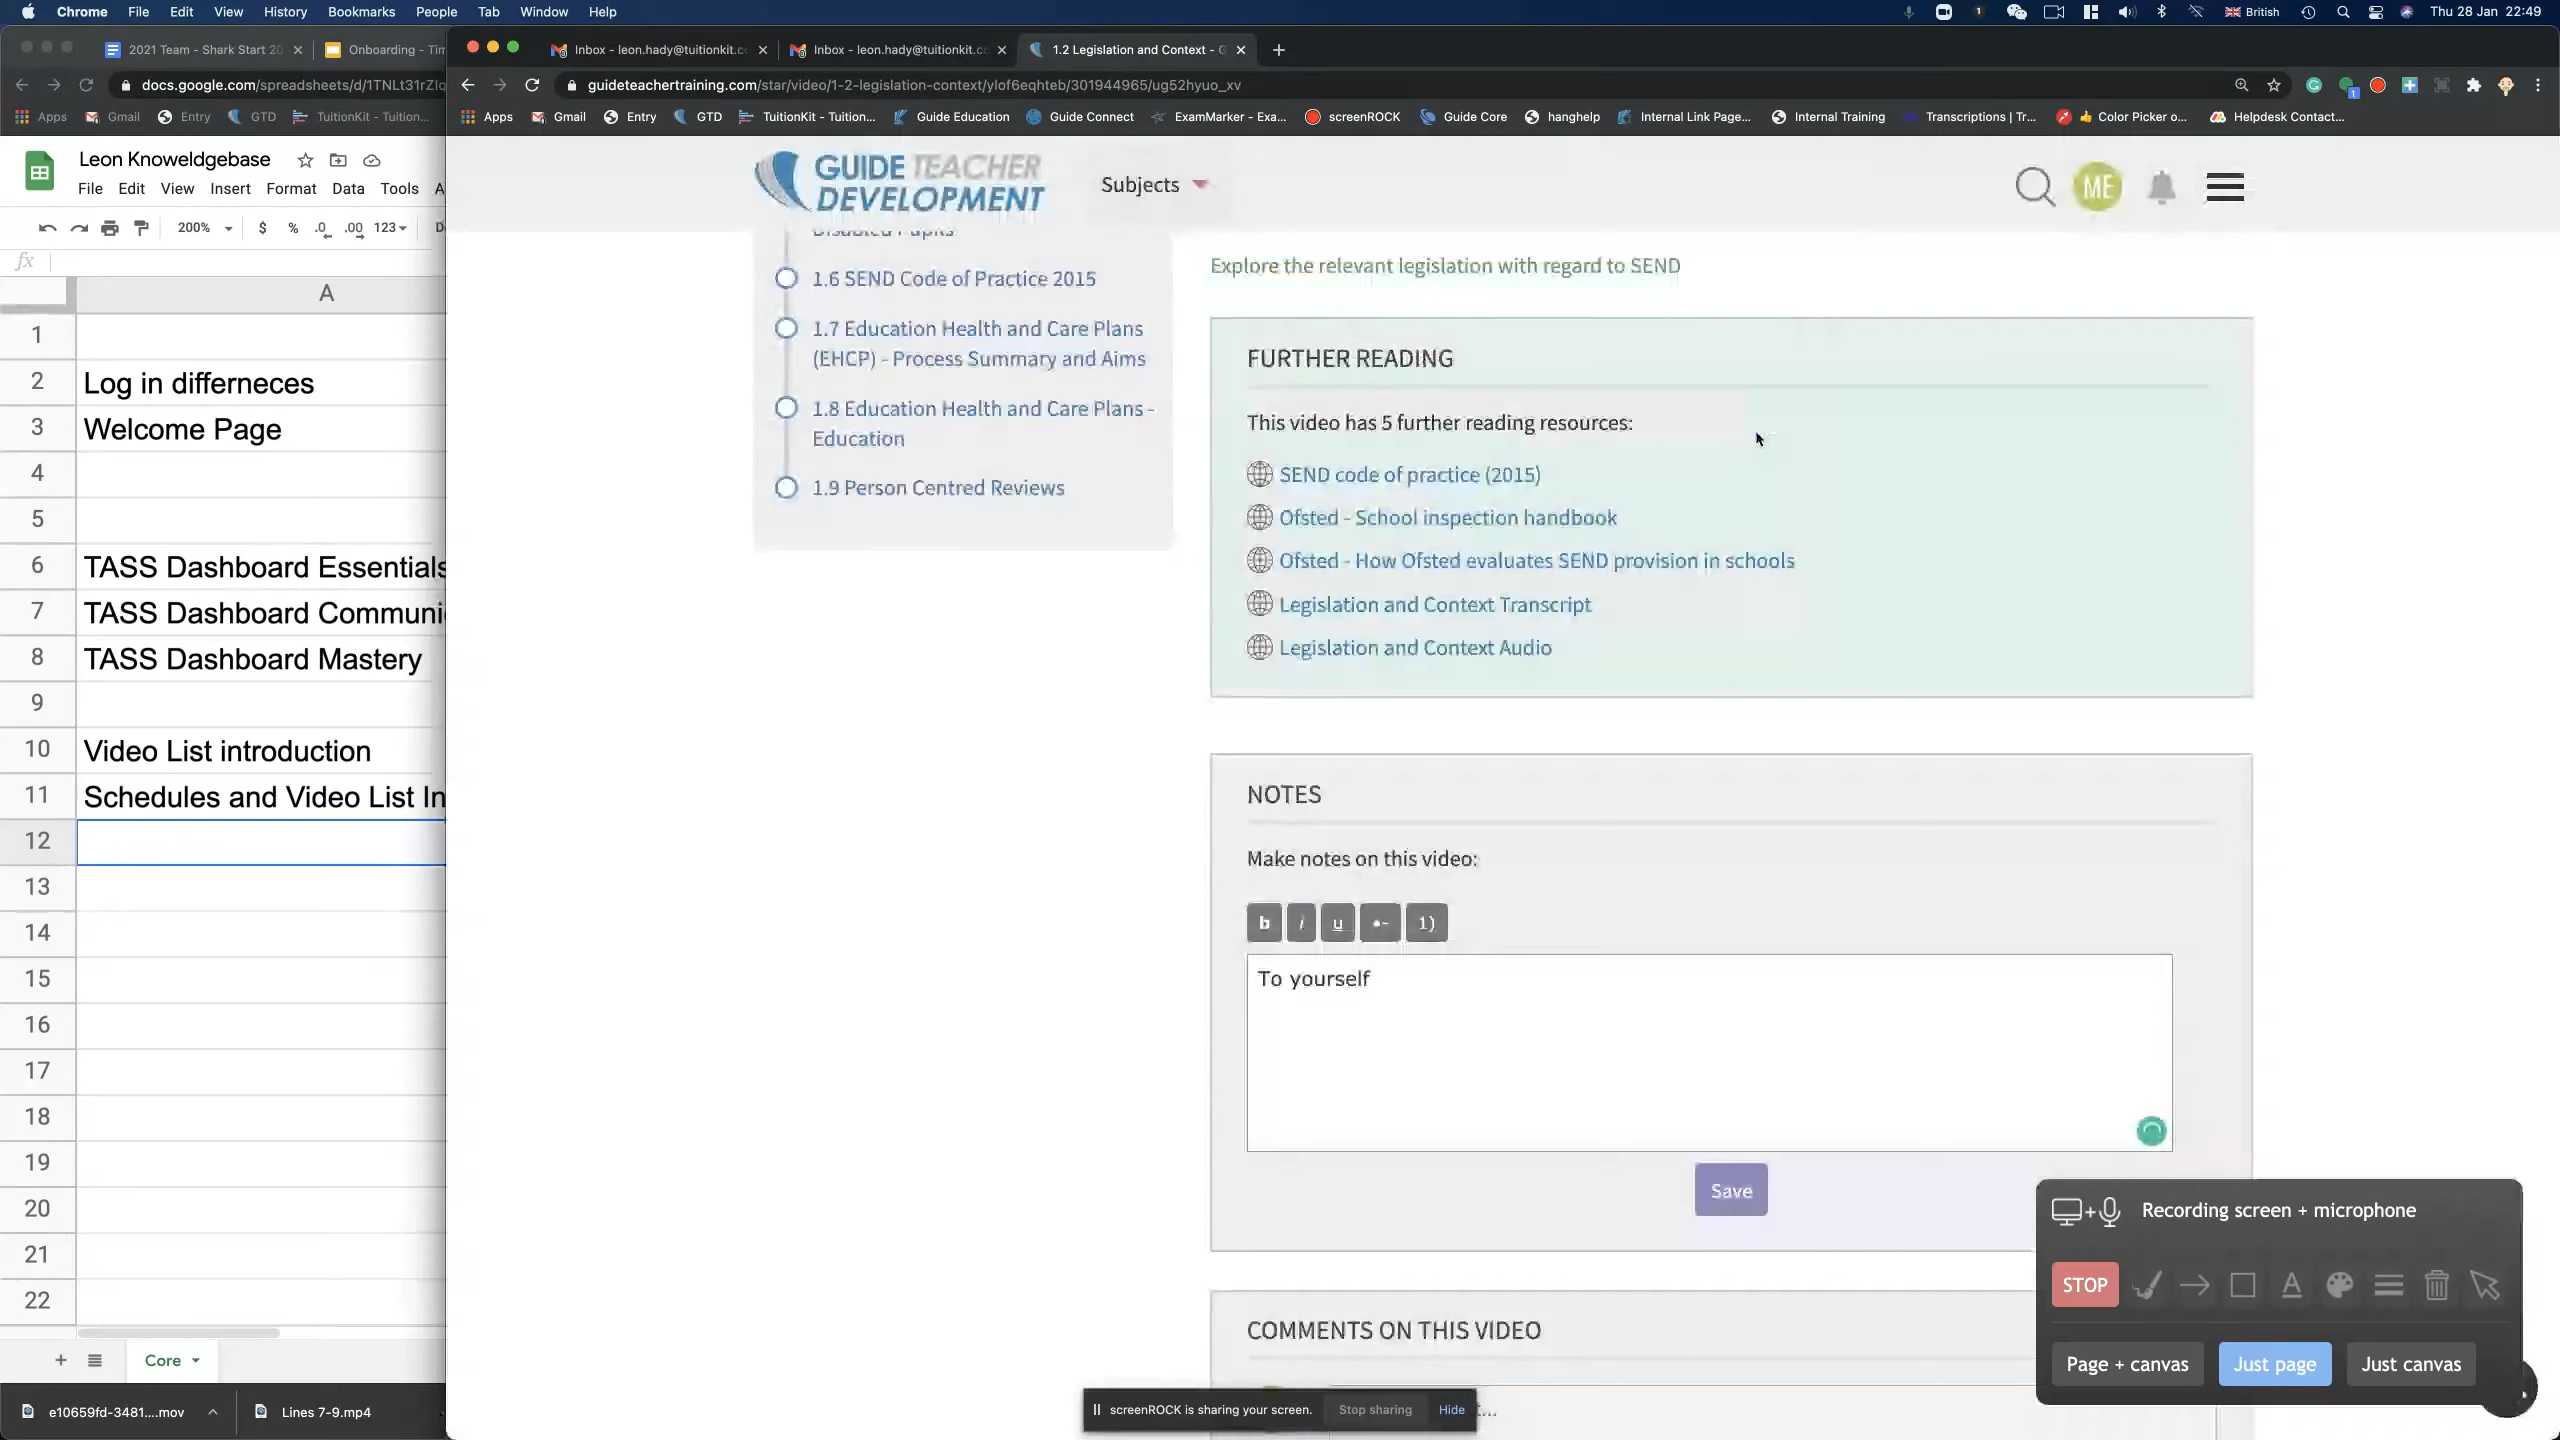 Chrome File Edit View History Bookmarks People Tab Window Help
1 British Thu 28 Jan 22:49
2021 Team - Shark Start 20
Onboarding - Tim
Inbox - leon.hady@tuitionkit.co
Inbox - leon.hady@tuitionkit.co
1.2 Legislation and Context - G
docs.google.com/spreadsheets/d/1TNLt31rZIq
guideteachertraining.com/star/video/1-2-legislation-context/ylof6eqhteb/301944965/ug52hyuo_xv
Apps Gmail Entry GTD TuitionKit - Tuition...
Apps Gmail Entry GTD TuitionKit - Tuition... Guide Education Guide Connect ExamMarker - Exa... screenROCK Guide Core hanghelp Internal Link Page... Internal Training Transcriptions | Tr... Color Picker o... Helpdesk Contact...
Leon Knoweldgebase
File Edit View Insert Format Data Tools A
200% $ % .0 .00 123
fx
A
1
2 Log in differneces
3 Welcome Page
4
5
6 TASS Dashboard Essentials
7 TASS Dashboard Communi
8 TASS Dashboard Mastery
9
10 Video List introduction
11 Schedules and Video List In
12
13
14
15
16
17
18
19
20
21
22
Core
e10659fd-3481....mov
Lines 7-9.mp4
GUIDE TEACHER
DEVELOPMENT
Subjects
ME
Disabled Pupils
1.6 SEND Code of Practice 2015
1.7 Education Health and Care Plans
(EHCP) - Process Summary and Aims
1.8 Education Health and Care Plans -
Education
1.9 Person Centred Reviews
Explore the relevant legislation with regard to SEND
FURTHER READING
This video has 5 further reading resources:
SEND code of practice (2015)
Ofsted - School inspection handbook
Ofsted - How Ofsted evaluates SEND provision in schools
Legislation and Context Transcript
Legislation and Context Audio
NOTES
Make notes on this video:
b i u •- 1)
To yourself
Save
COMMENTS ON THIS VIDEO
screenROCK is sharing your screen. Stop sharing Hide
Recording screen + microphone
STOP
A
Page + canvas Just page Just canvas